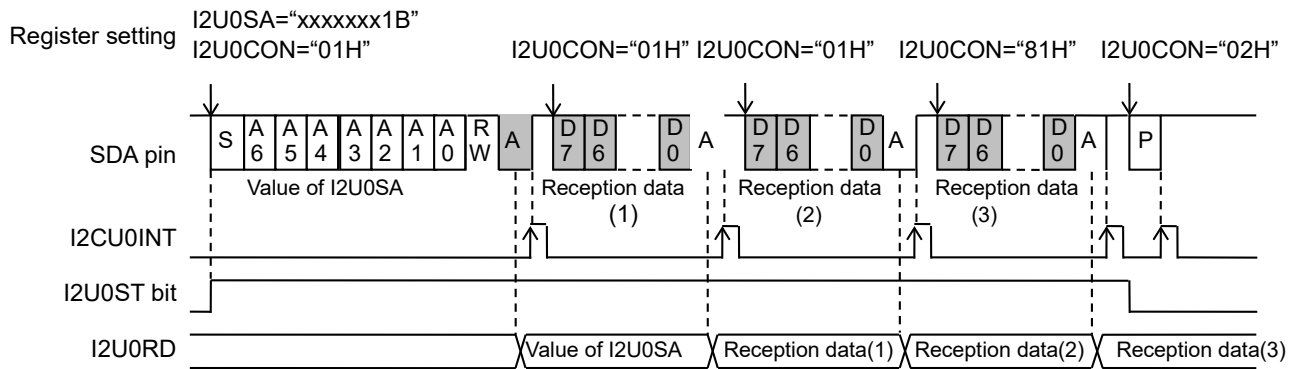 Register setting
I2U0SA=“xxxxxxx1B”
I2U0CON=“01H”
I2U0CON=“01H” I2U0CON=“01H” I2U0CON=“81H” I2U0CON=“02H”
SDA pin
S A6 A5 A4 A3 A2 A1 A0 RW A D7 D6 D0 A D7 D6 D0 A D7 D6 D0 A P
Value of I2U0SA
Reception data
(1)
Reception data
(2)
Reception data
(3)
I2CU0INT
I2U0ST bit
I2U0RD
Value of I2U0SA
Reception data(1)
Reception data(2)
Reception data(3)